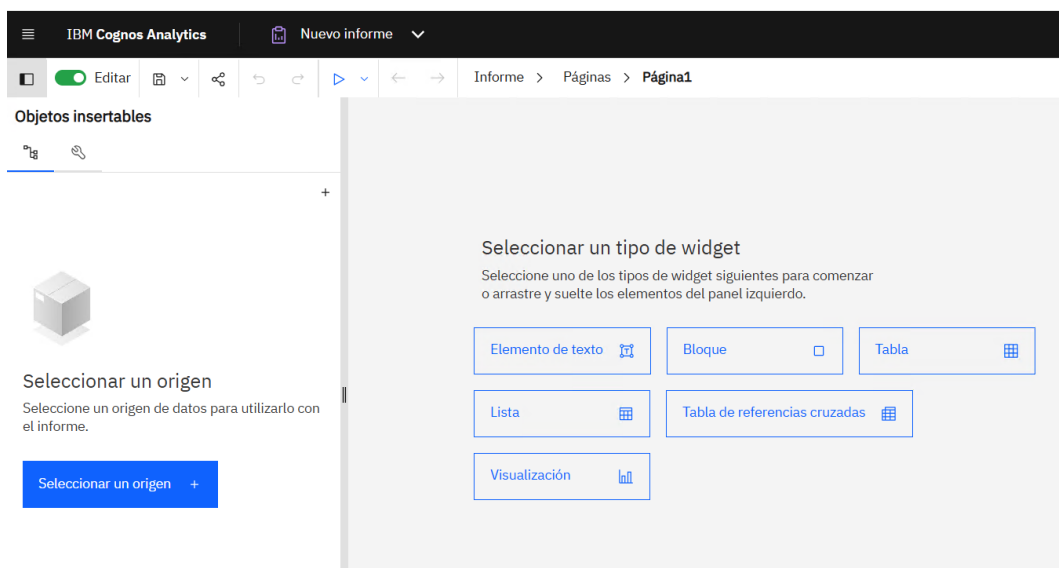 IBM Cognos Analytics
Nuevo informe
Editar
Informe > Páginas > Página1
Objetos insertables
Seleccionar un origen
Seleccione un origen de datos para utilizarlo con
el informe.
Seleccionar un origen +
Seleccionar un tipo de widget
Seleccione uno de los tipos de widget siguientes para comenzar
o arrastre y suelte los elementos del panel izquierdo.
Elemento de texto
Bloque
Tabla
Lista
Tabla de referencias cruzadas
Visualización